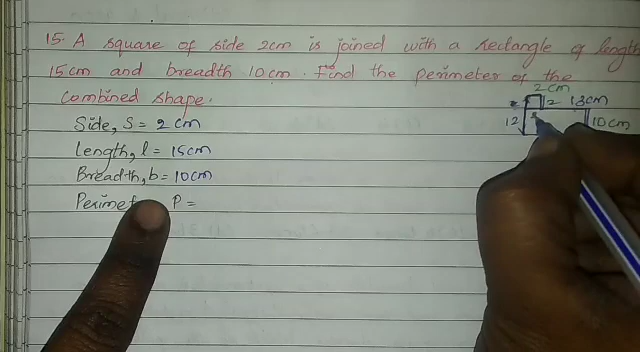 15. A square of side 2cm is joined with a rectangle of length
15cm and breadth 10cm. Find the perimeter of the
combined shape.
2cm
2 13cm
12 10cm
Side, S = 2 cm
Length, l = 15cm
Breadth, b = 10cm
P =